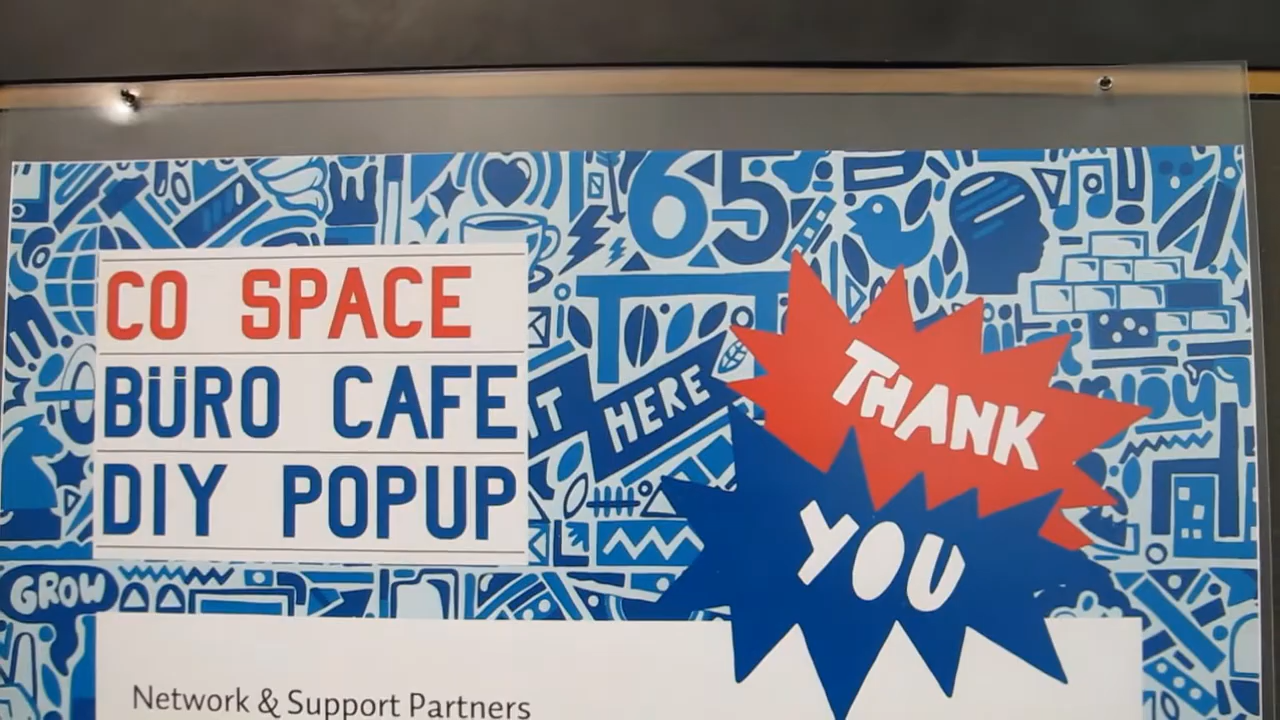 65
CO SPACE
BÜRO CAFE
DIY POPUP
HERE
THANK
YOU
GROW
Network & Support Partners